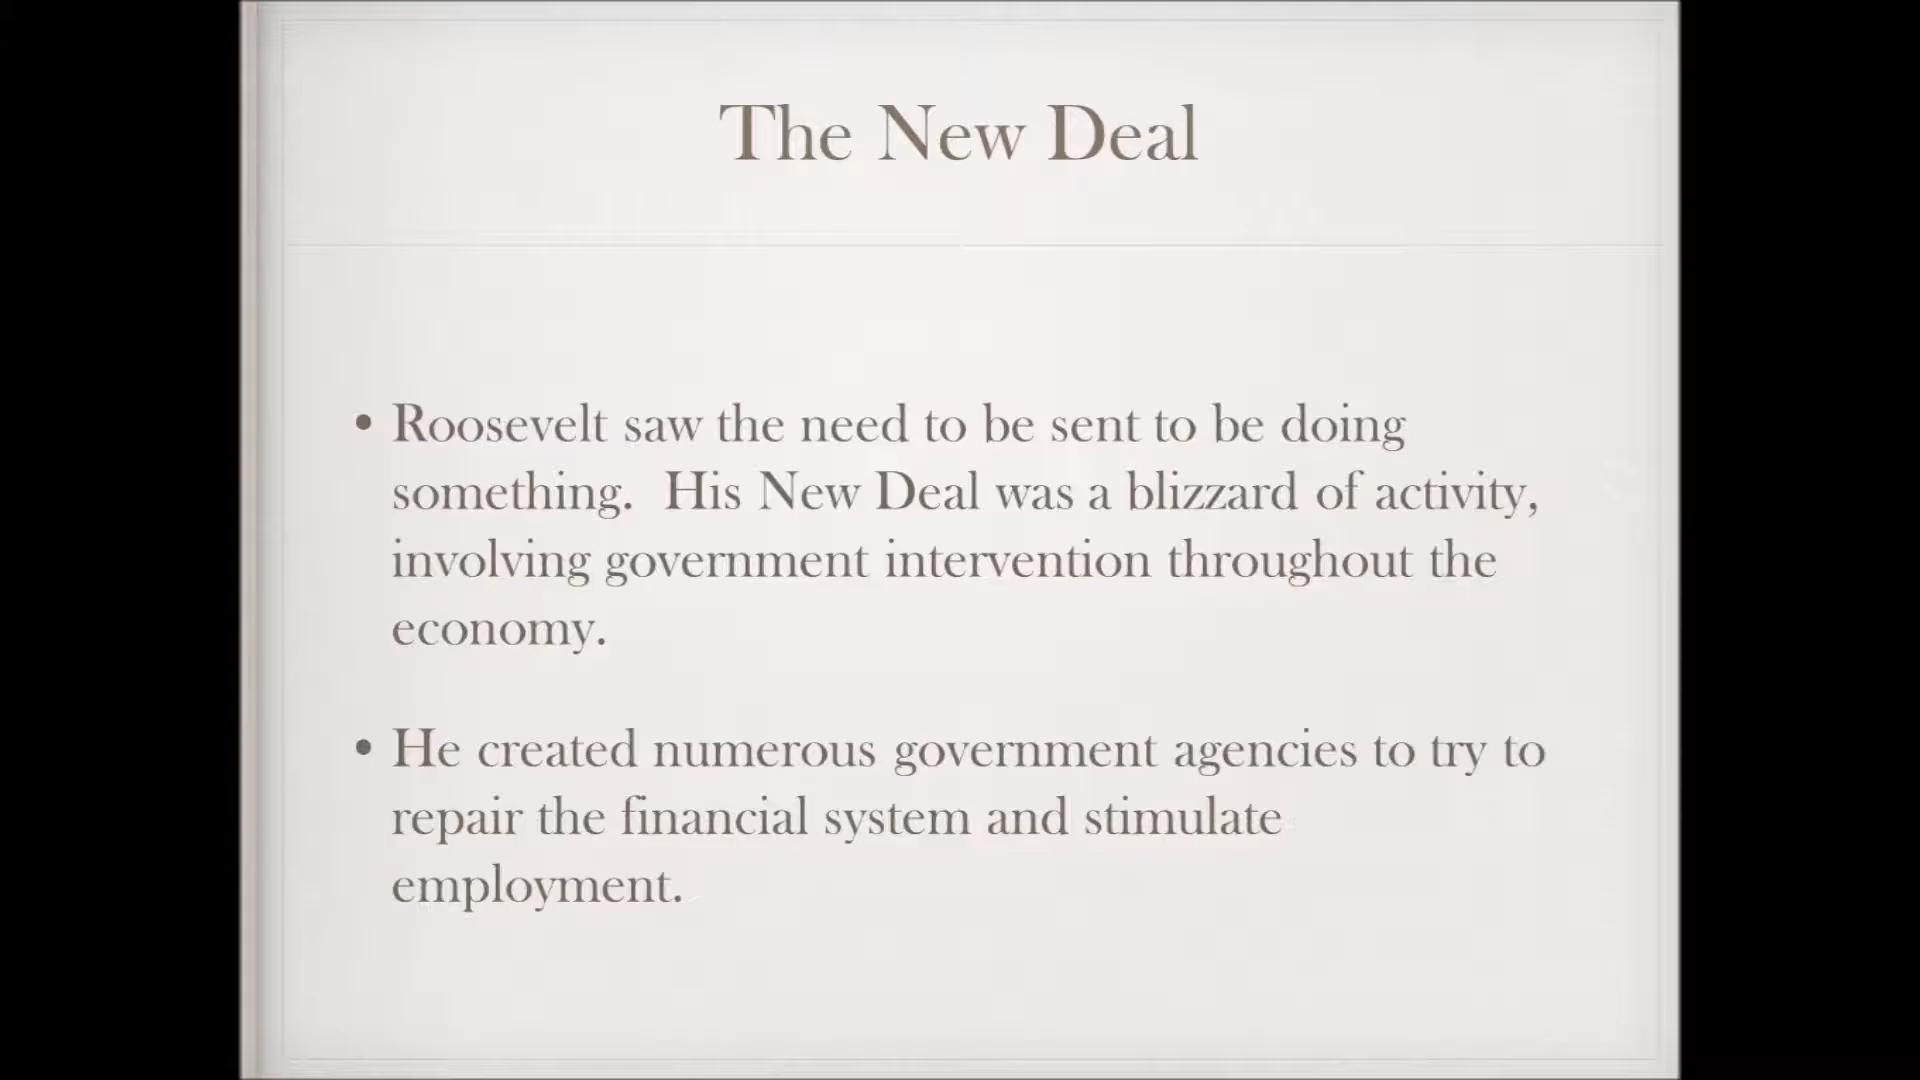 The New Deal
• Roosevelt saw the need to be sent to be doing
something.  His New Deal was a blizzard of activity,
involving government intervention throughout the
economy.
• He created numerous government agencies to try to
repair the financial system and stimulate
employment.